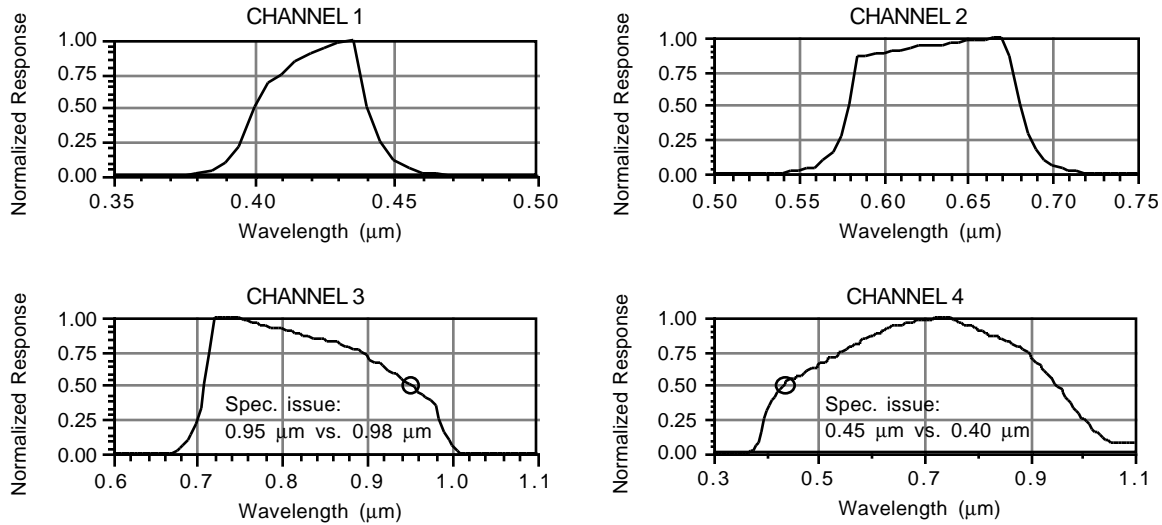 CHANNEL 1
Normalized Response
1.00
0.75
0.50
0.25
0.00
0.35 0.40 0.45 0.50
Wavelength (μm)
CHANNEL 2
Normalized Response
1.00
0.75
0.50
0.25
0.00
0.50 0.55 0.60 0.65 0.70 0.75
Wavelength (μm)
CHANNEL 3
Normalized Response
1.00
0.75
0.50
0.25
0.00
Spec. issue:
0.95 μm vs. 0.98 μm
0.6 0.7 0.8 0.9 1.0 1.1
Wavelength (μm)
CHANNEL 4
Normalized Response
1.00
0.75
0.50
0.25
0.00
Spec. issue:
0.45 μm vs. 0.40 μm
0.3 0.5 0.7 0.9 1.1
Wavelength (μm)